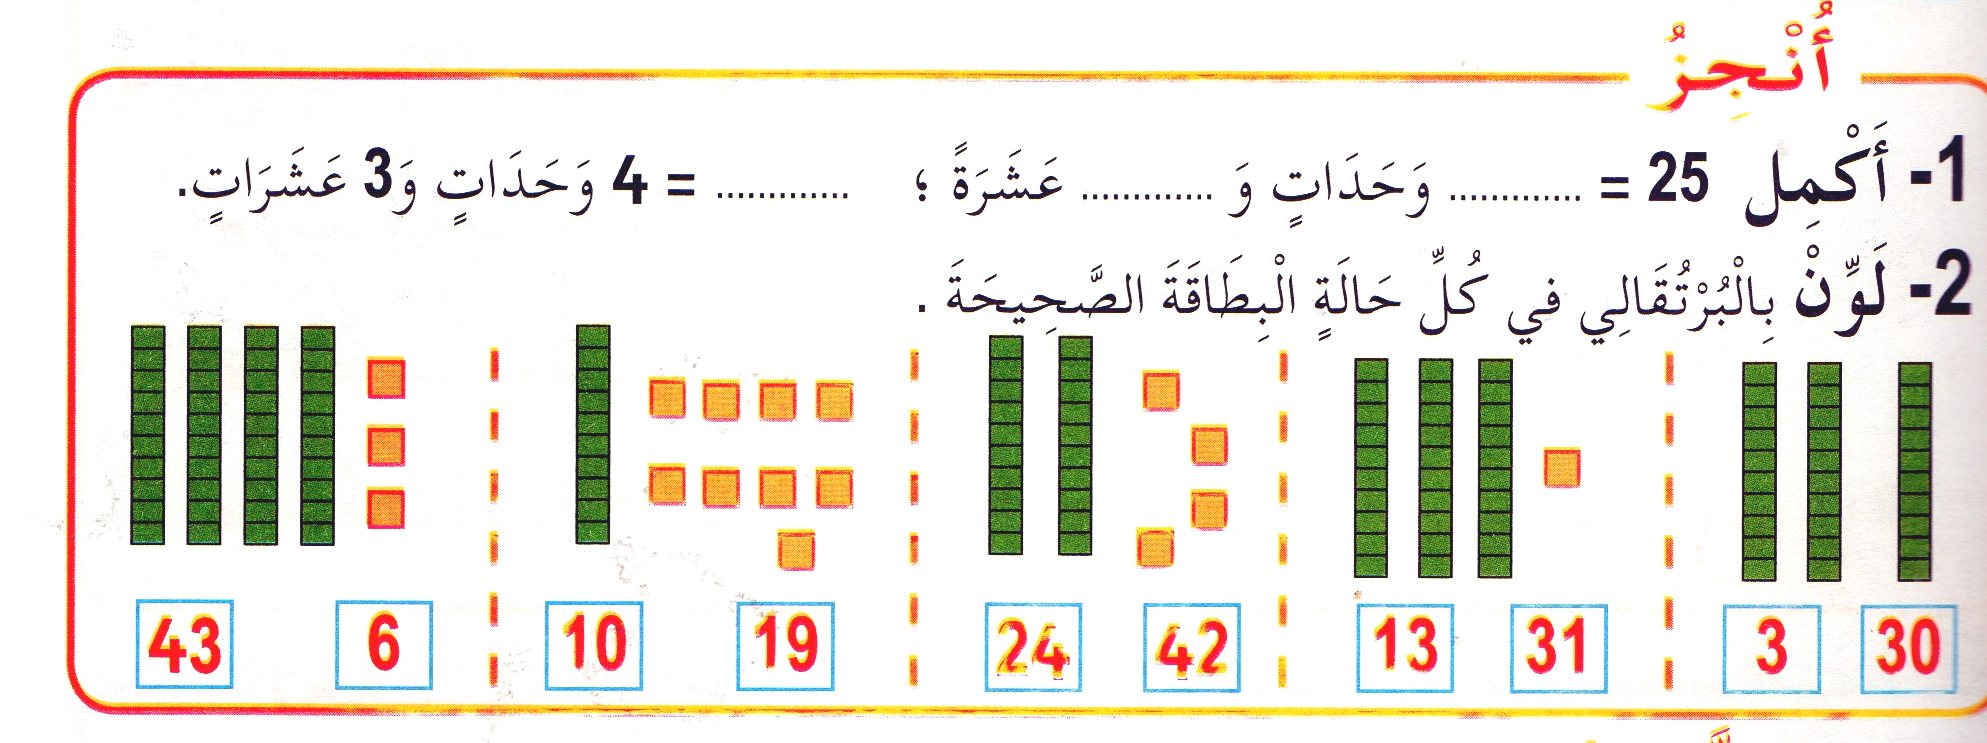 أُنْجِزُ
1- أَكْمِل 25 = ............. وَحَدَاتٍ وَ ............. عَشَرَةً ؛ ............. = 4 وَحَدَاتٍ وَ3 عَشَرَاتٍ.
2- لَوِّنْ بِالْبُرْتُقَالِي في كُلِّ حَالَةٍ الْبِطَاقَةَ الصَّحِيحَةَ .
43 6 10 19 24 42 13 31 3 30